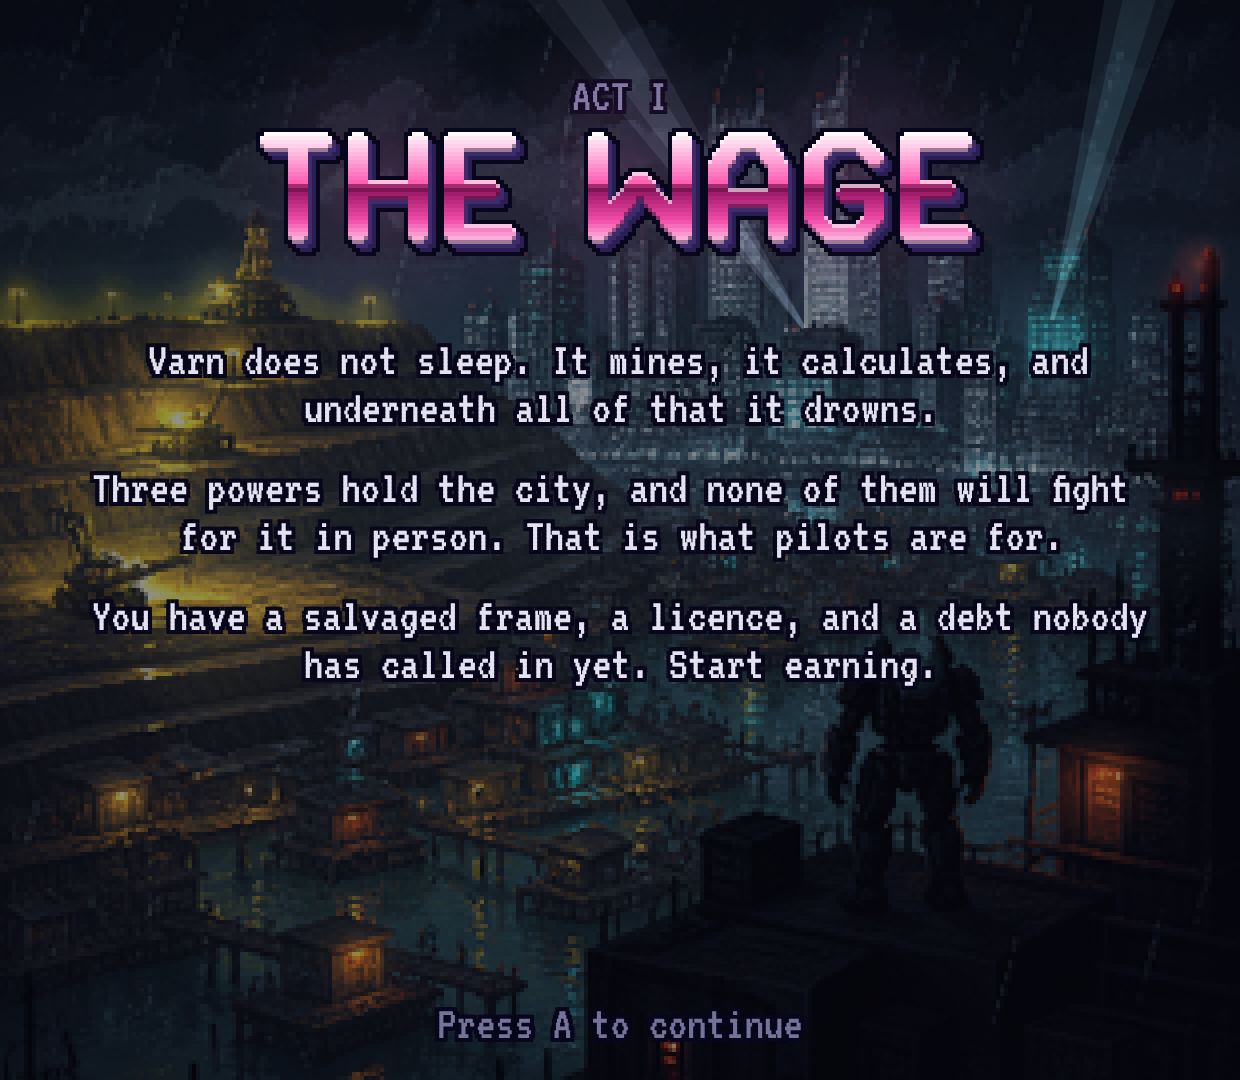 ACT I
THE WAGE
Varn does not sleep. It mines, it calculates, and
underneath all of that it drowns.
Three powers hold the city, and none of them will fight
for it in person. That is what pilots are for.
You have a salvaged frame, a licence, and a debt nobody
has called in yet. Start earning.
Press A to continue